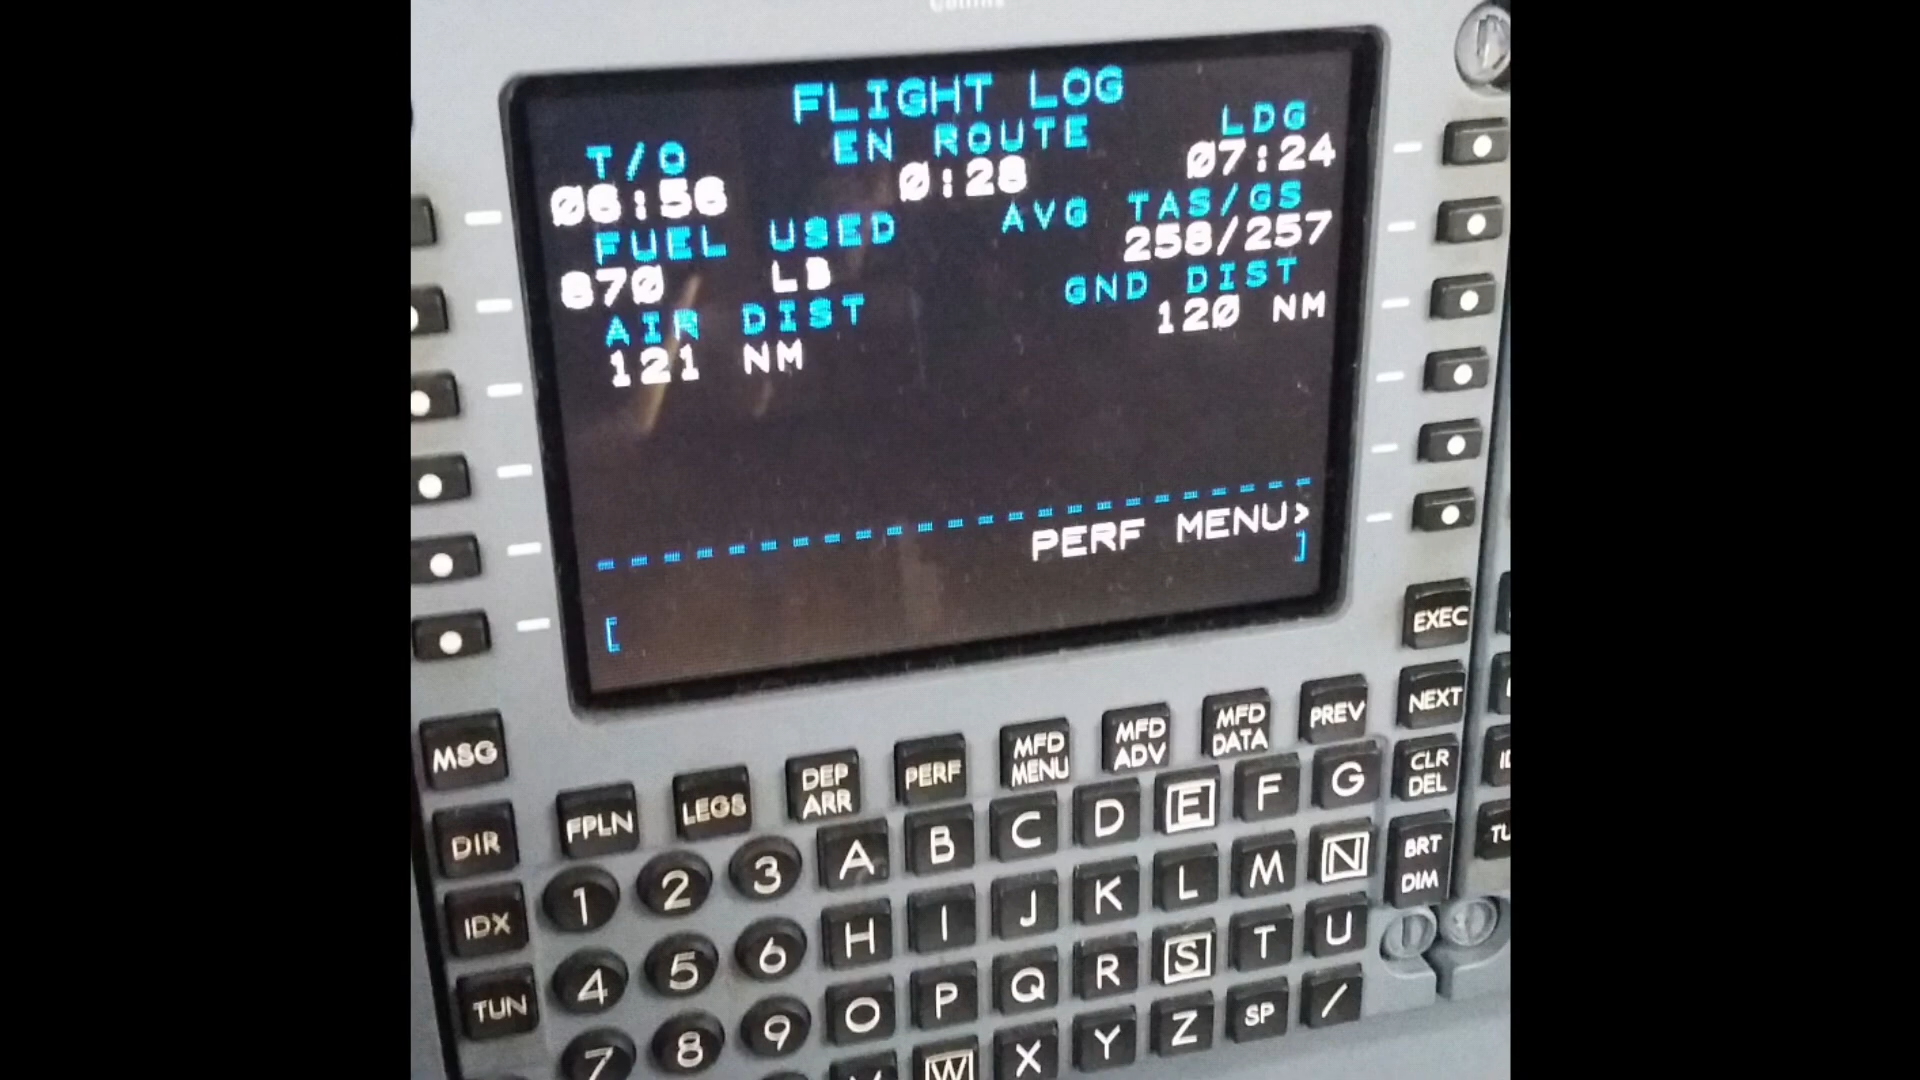 Collins
FLIGHT LOG
T/O EN ROUTE LDG
06:56 0:28 07:24
FUEL USED AVG TAS/GS
870 LB 258/257
AIR DIST GND DIST
121 NM 120 NM
PERF MENU>
[ ]
EXEC
MSG FPLN LEGS DEP ARR PERF MFD MENU MFD ADV MFD DATA PREV NEXT
DIR 1 2 3 A B C D E F G CLR DEL
IDX 4 5 6 H I J K L M N BRT DIM
TUN 7 8 9 O P Q R S T U
W X Y Z SP /